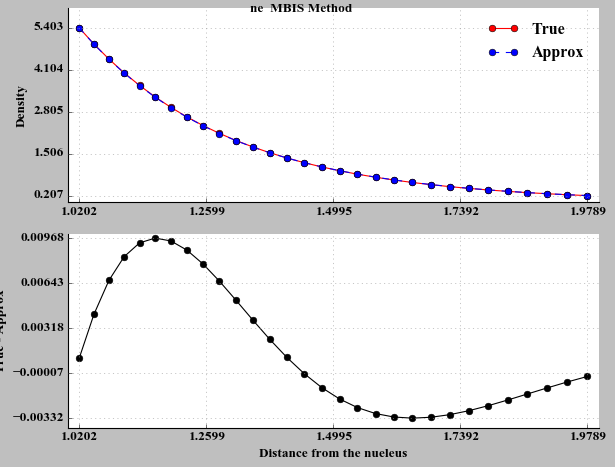 ne MBIS Method
5.403
4.104
2.805
1.506
0.207
Density
True
Approx
1.0202 1.2599 1.4995 1.7392 1.9789
0.00968
0.00643
0.00318
−0.00007
−0.00332
True - Approx
1.0202 1.2599 1.4995 1.7392 1.9789
Distance from the nucleus